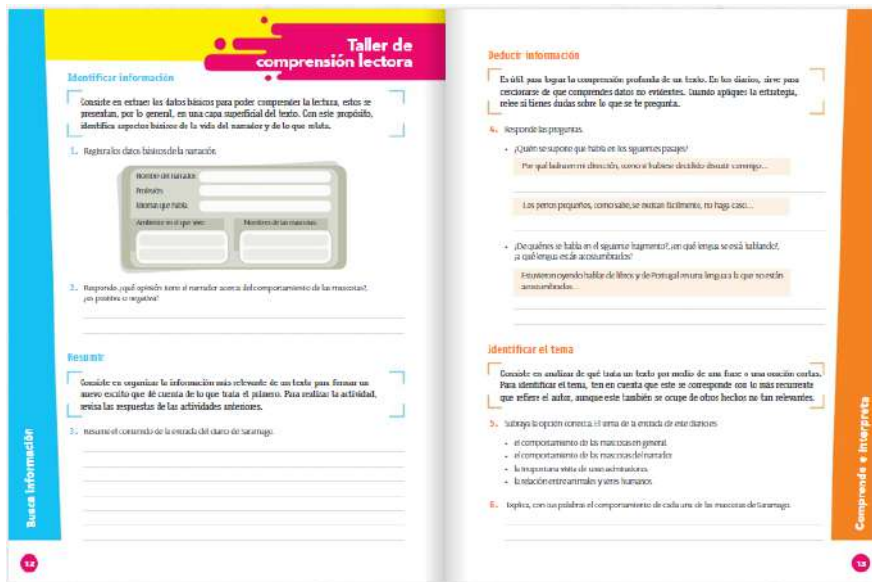 Taller de
comprensión lectora
Identificar información
Consiste en extraer los datos básicos para poder comprender la lectura, estos se
presentan, por lo general, en una capa superficial del texto. Con este propósito,
identifica aspectos básicos de la vida del narrador y de lo que relata.
1. Registra los datos básicos de la narración.
Nombre del narrador
Profesión
Idiomas que habla
Ambiente en el que vive
Nombres de las mascotas
2. Responde ¿qué opinión tiene el narrador acerca del comportamiento de las mascotas?,
¿es positiva o negativa?
Resumir
Consiste en organizar la información más relevante de un texto para formar un
nuevo escrito que dé cuenta de lo que trata el primero. Para realizar la actividad,
revisa las respuestas de las actividades anteriores.
3. Resume el contenido de la entrada del diario de Saramago.
Busca información
12
Deducir información
Es útil para lograr la comprensión profunda de un texto. En los diarios, sirve para
cerciorarse de que comprendes datos no evidentes. Cuando apliques la estrategia,
relee si tienes dudas sobre lo que se te pregunta.
4. Responde las preguntas.
• ¿Quién se supone que habla en los siguientes pasajes?
Por qué ladran en mi dirección, como si hubiese decidido discutir conmigo...
Los perros pequeños, como sabe, se excitan fácilmente, no haga caso...
• ¿De quiénes se habla en el siguiente fragmento?, ¿en qué lengua se está hablando?,
¿a qué lengua están acostumbrados?
Estuvieron oyendo hablar de libros y de Portugal en una lengua a la que no están
acostumbrados...
Identificar el tema
Consiste en analizar de qué trata un texto por medio de una frase o una oración cortas.
Para identificar el tema, ten en cuenta que este se corresponde con lo más recurrente
que refiere el autor, aunque este también se ocupe de otros hechos no tan relevantes.
5. Subraya la opción correcta. El tema de la entrada de este diario es
• el comportamiento de las mascotas en general.
• el comportamiento de las mascotas del narrador
• la inoportuna visita de unos admiradores.
• la relación entre animales y seres humanos
6. Explica, con tus palabras el comportamiento de cada una de las mascotas de Saramago.
Comprende e interpreta
13